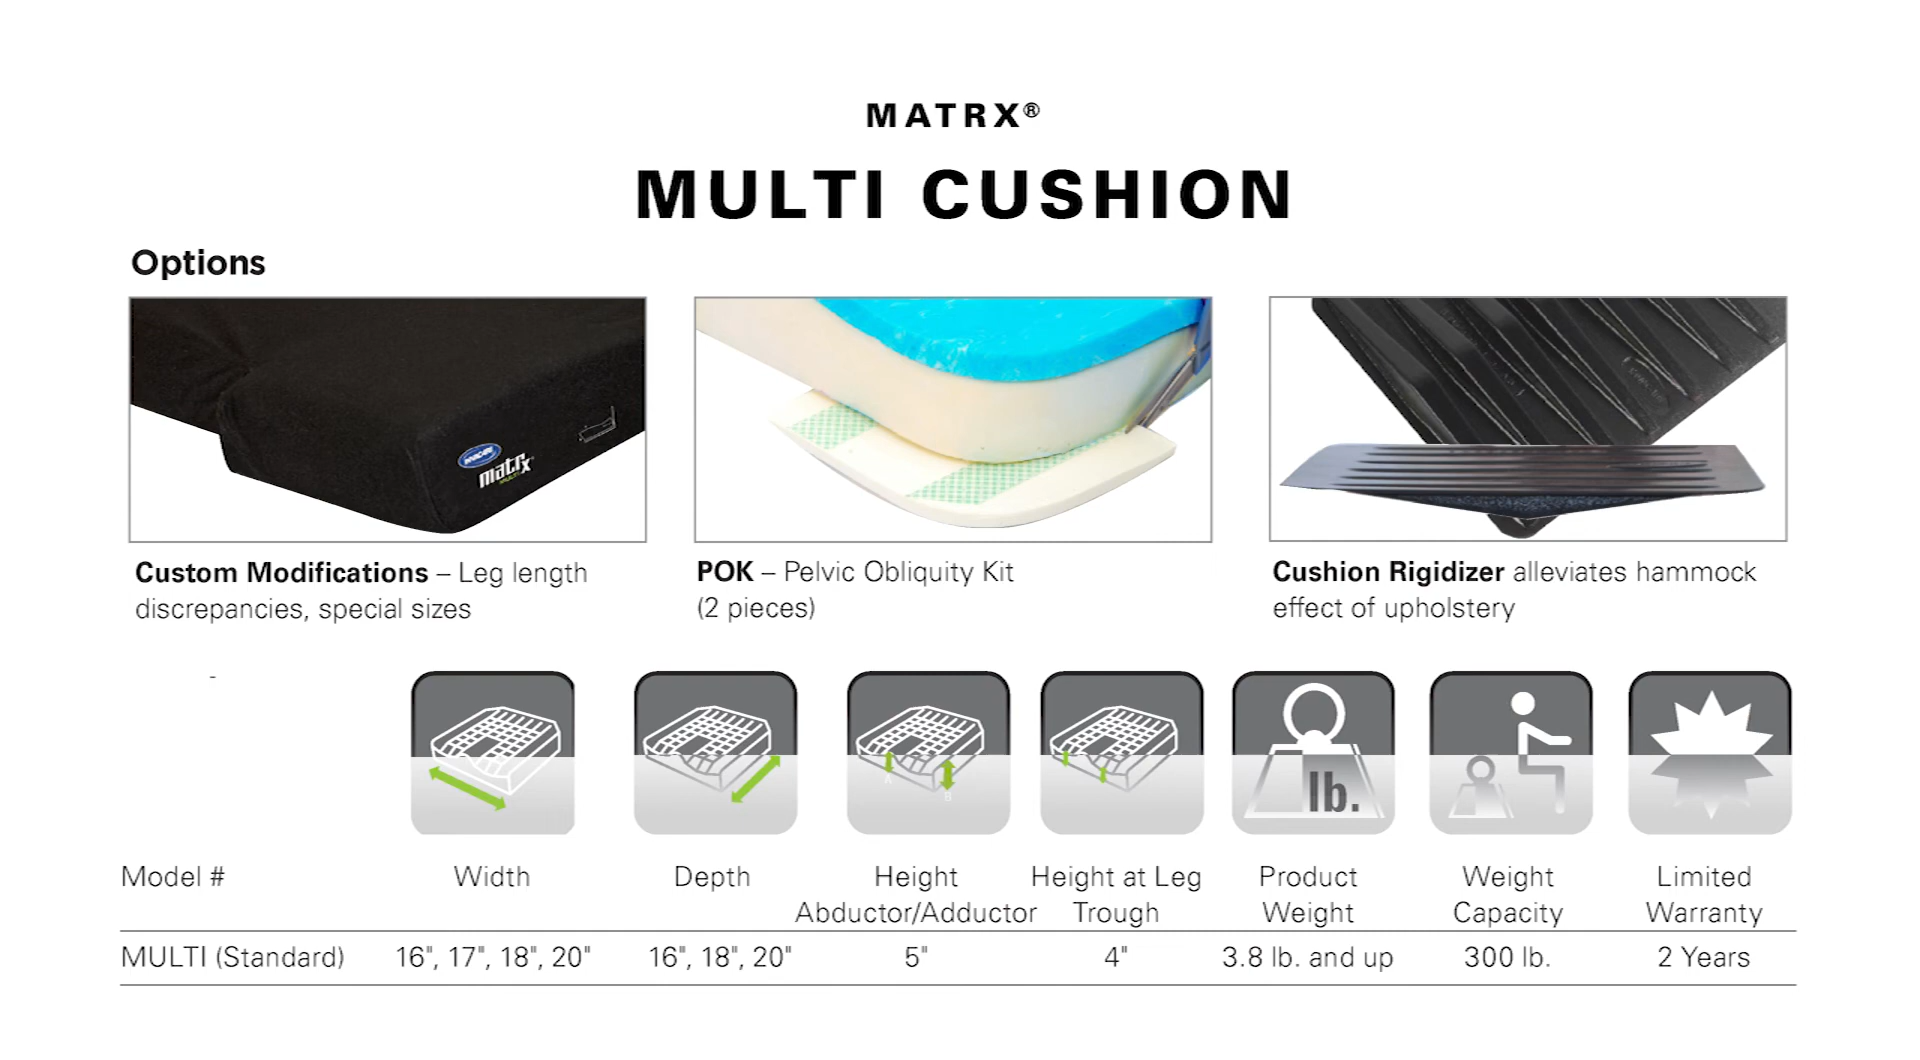 MATRX®
MULTI CUSHION
Options
INVACARE
matrx®
MULTI
Custom Modifications – Leg length
discrepancies, special sizes
POK – Pelvic Obliquity Kit
(2 pieces)
Cushion Rigidizer alleviates hammock
effect of upholstery
-
A
B
lb.
Model #
Width
Depth
Height
Abductor/Adductor
Height at Leg
Trough
Product
Weight
Weight
Capacity
Limited
Warranty
MULTI (Standard)
16", 17", 18", 20"
16", 18", 20"
5"
4"
3.8 lb. and up
300 lb.
2 Years